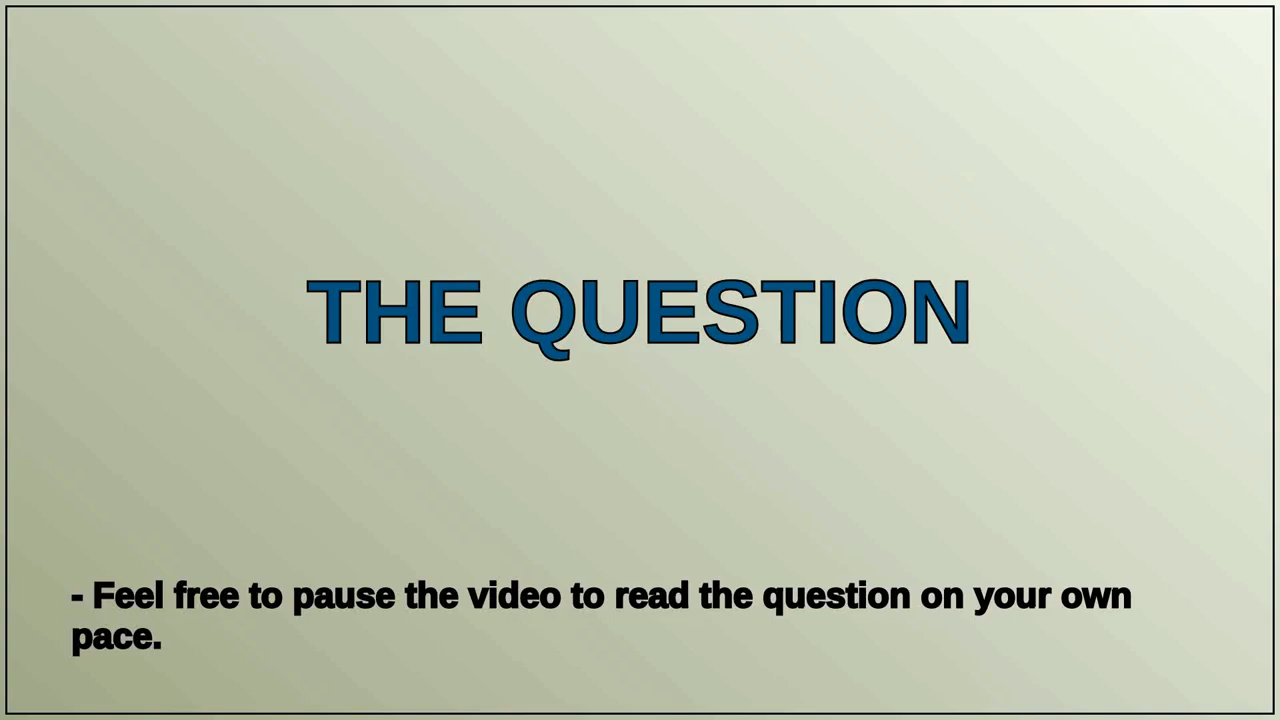 THE QUESTION
- Feel free to pause the video to read the question on your own
pace.